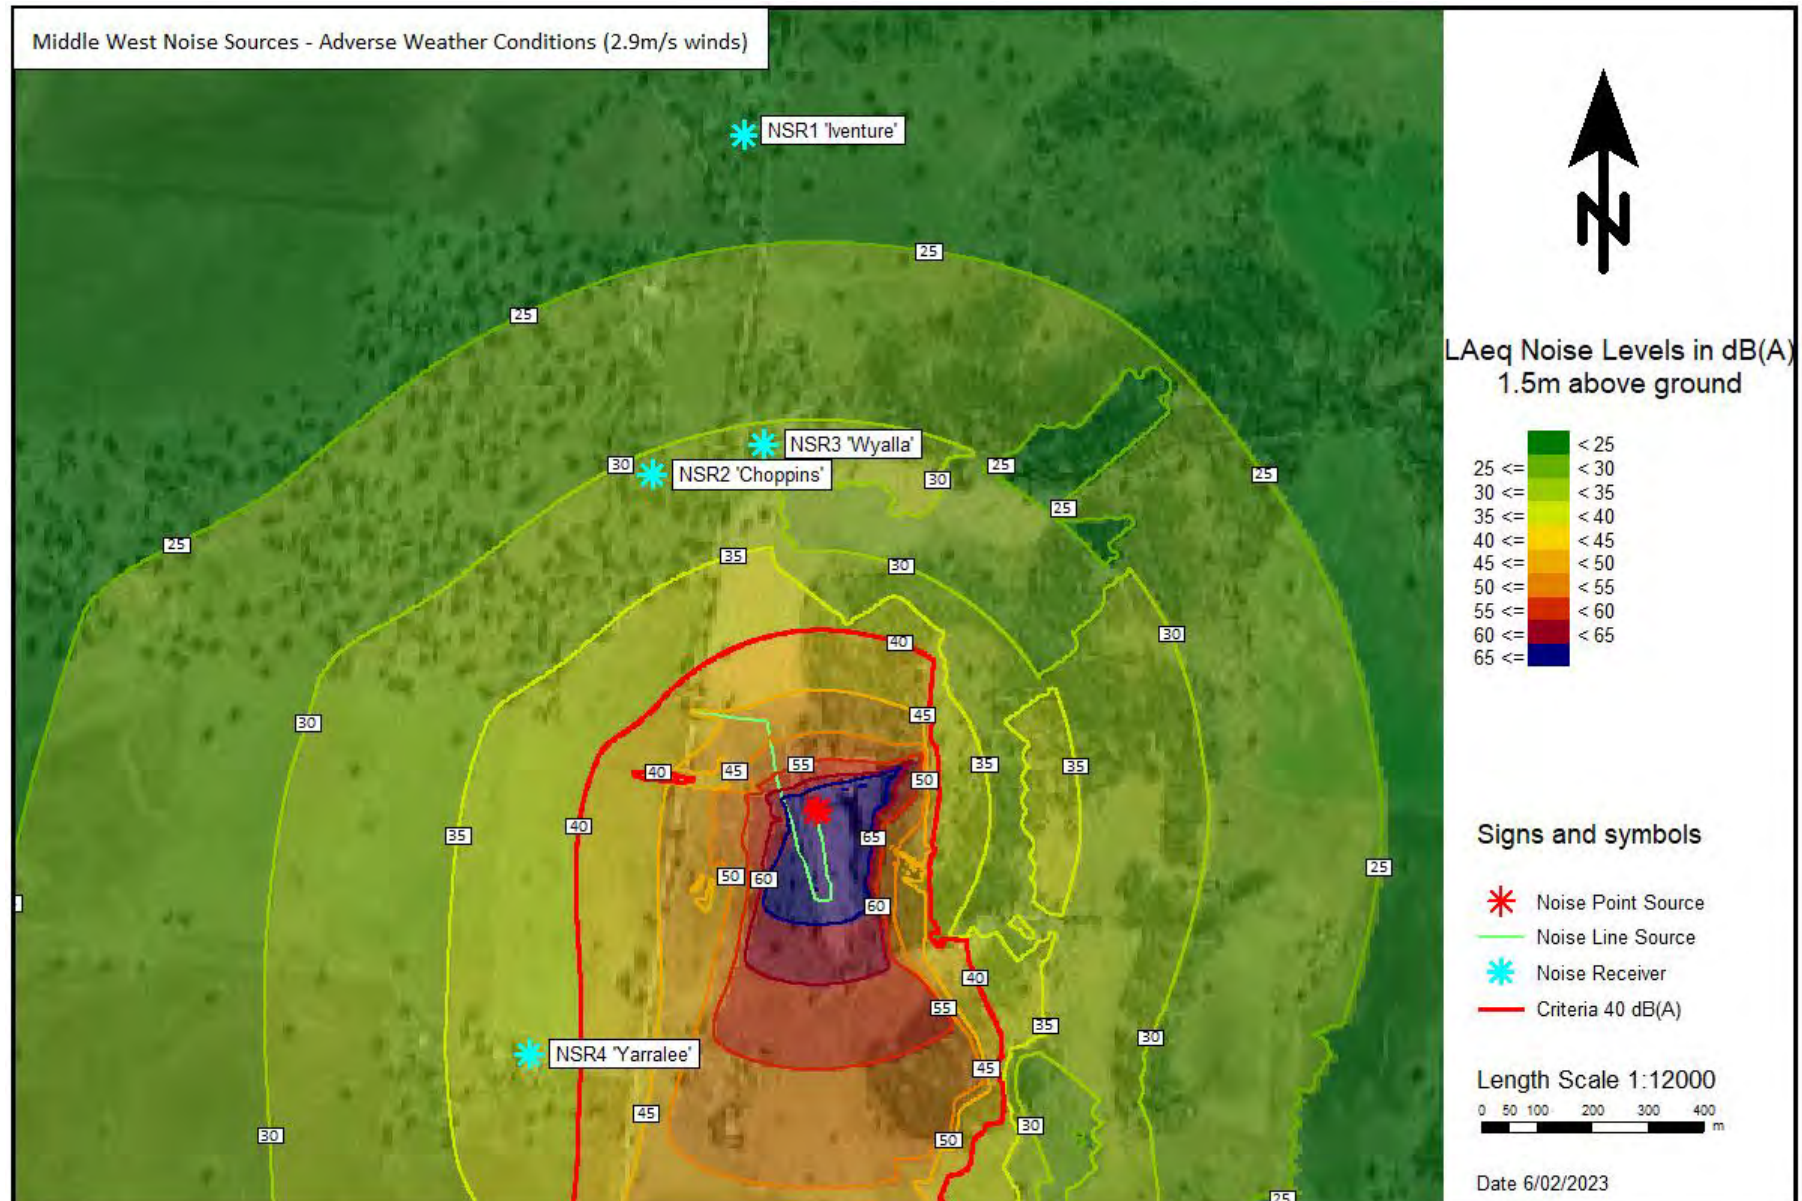 Middle West Noise Sources - Adverse Weather Conditions (2.9m/s winds)
NSR1 'Iventure'
25
25
NSR3 'Wyalla'
30
NSR2 'Choppins'
30
25
25
25
25
35
30
30
40
30
45
40
45
55
50
35
35
35
40
65
50
60
25
60
40
55
35
30
NSR4 'Yarralee'
45
45
30
50
30
25
N
LAeq Noise Levels in dB(A)
1.5m above ground
< 25
25 <= < 30
30 <= < 35
35 <= < 40
40 <= < 45
45 <= < 50
50 <= < 55
55 <= < 60
60 <= < 65
65 <=
Signs and symbols
Noise Point Source
Noise Line Source
Noise Receiver
Criteria 40 dB(A)
Length Scale 1:12000
0 50 100 200 300 400
m
Date 6/02/2023